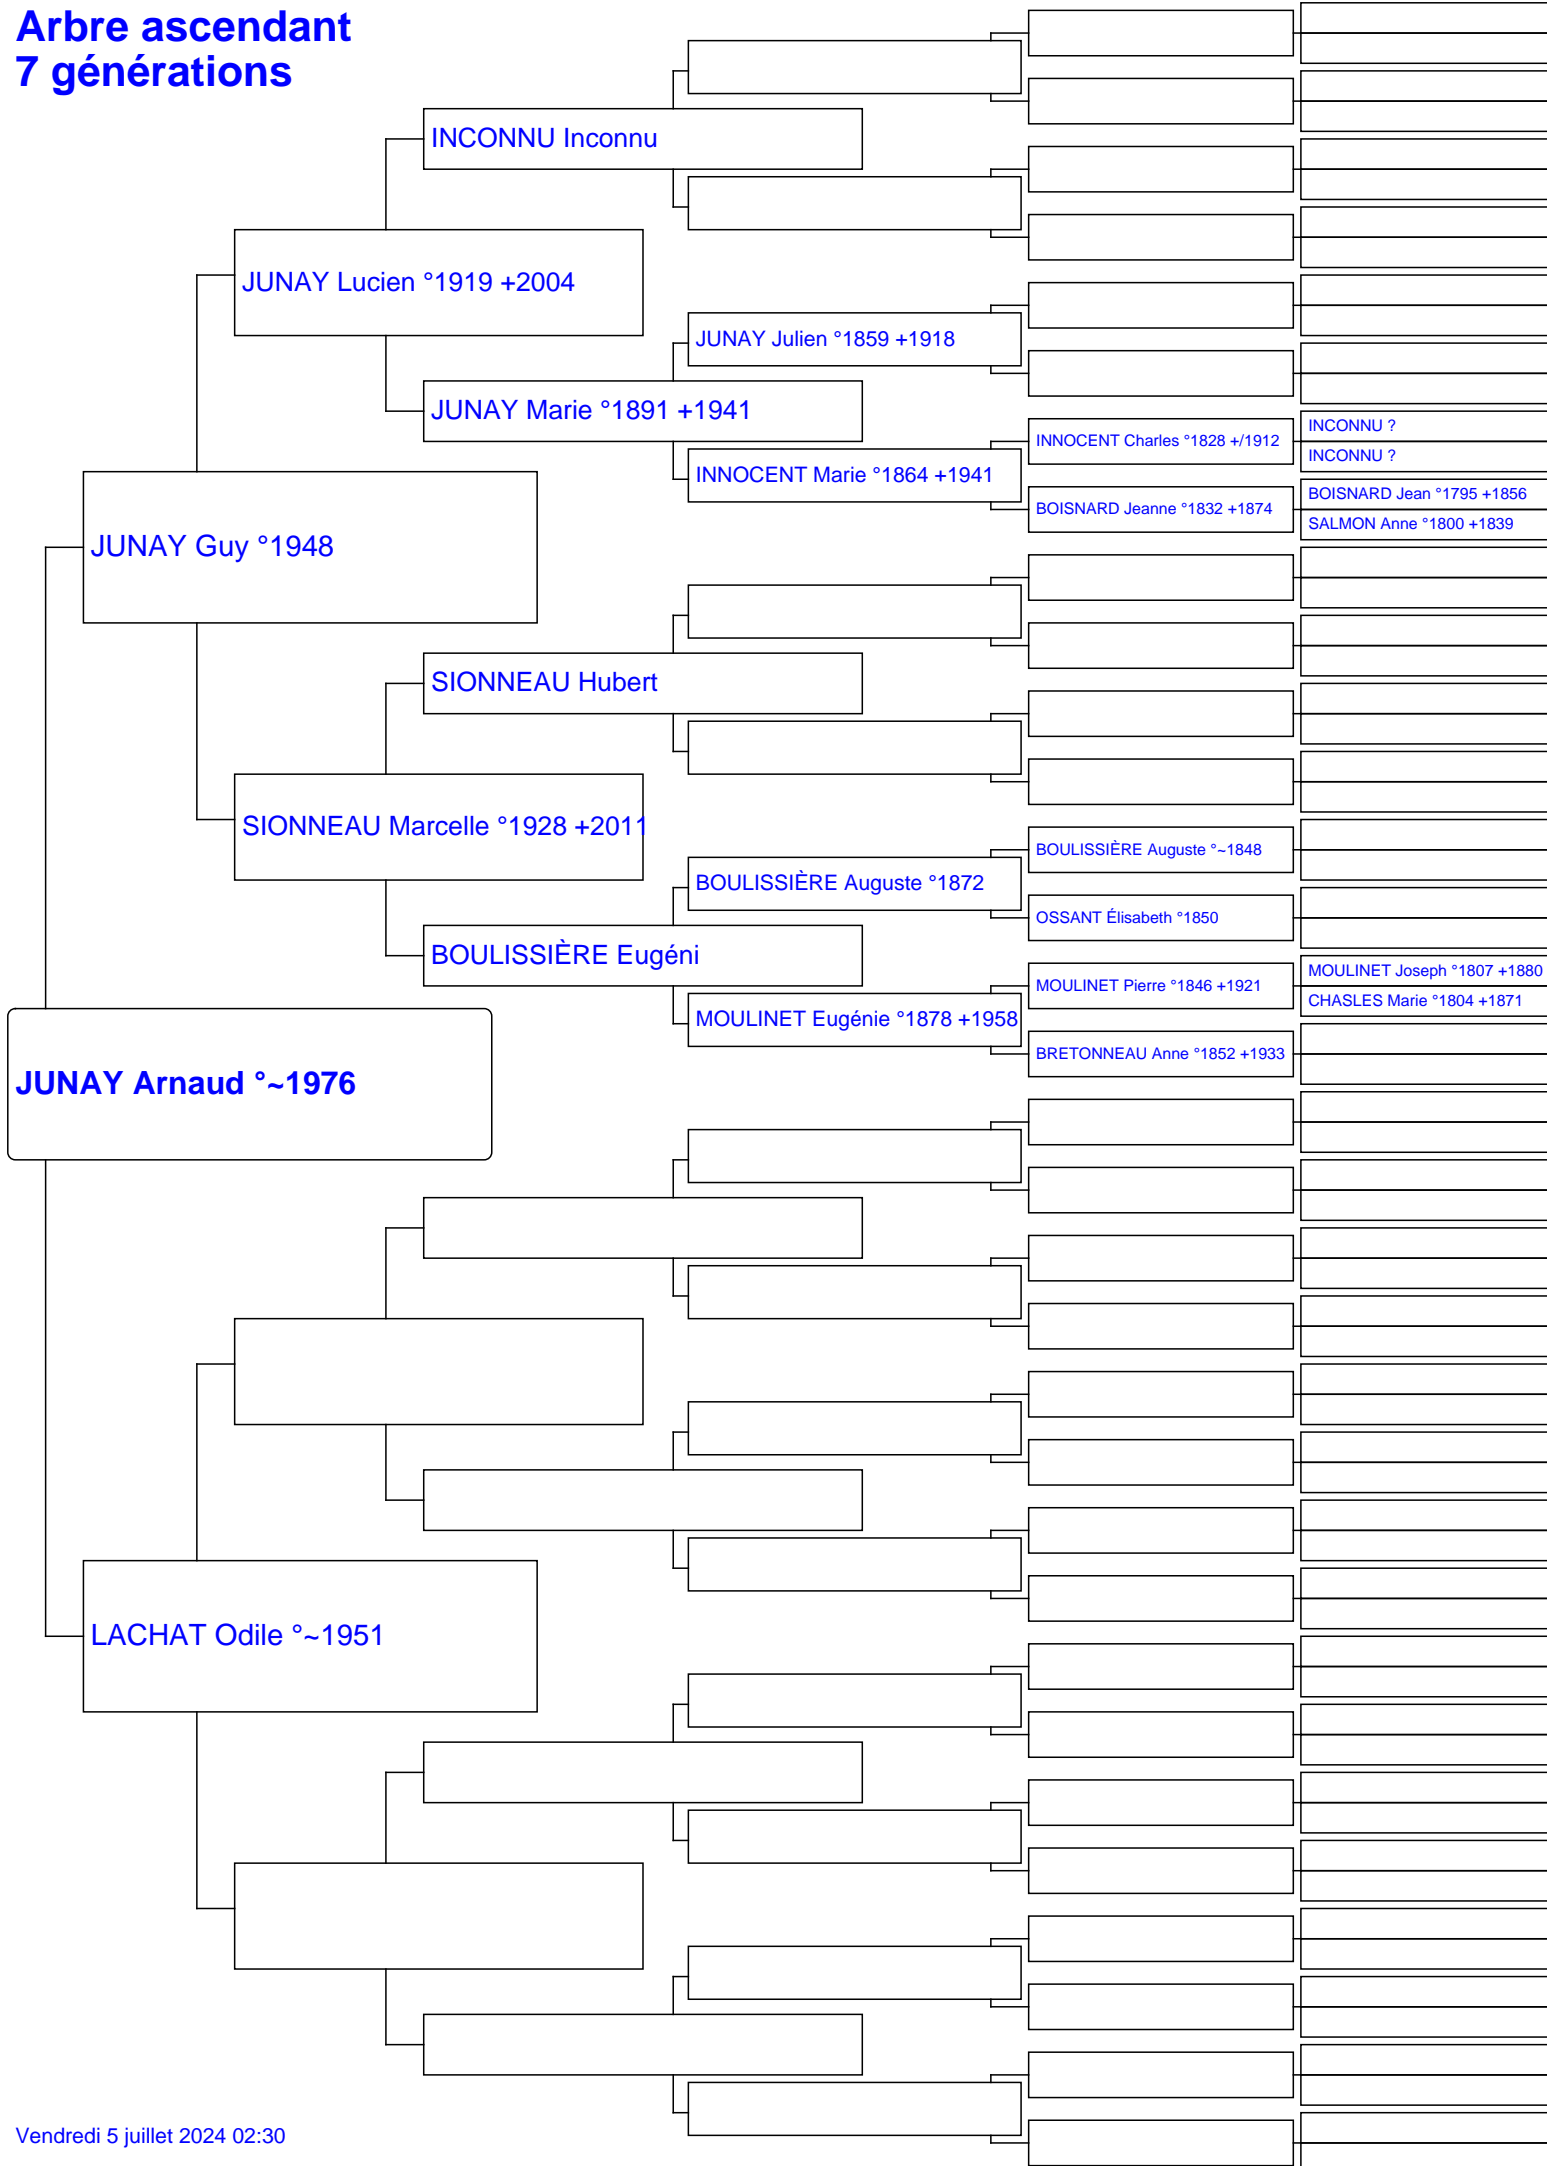 Arbre ascendant
7 générations
INCONNU Inconnu
JUNAY Lucien °1919 +2004
JUNAY Julien °1859 +1918
JUNAY Marie °1891 +1941
INNOCENT Charles °1828 +/1912
INCONNU ?
INCONNU ?
INNOCENT Marie °1864 +1941
BOISNARD Jeanne °1832 +1874
BOISNARD Jean °1795 +1856
SALMON Anne °1800 +1839
JUNAY Guy °1948
SIONNEAU Hubert
SIONNEAU Marcelle °1928 +2011
BOULISSIÈRE Auguste °~1848
BOULISSIÈRE Auguste °1872
OSSANT Élisabeth °1850
BOULISSIÈRE Eugéni
MOULINET Pierre °1846 +1921
MOULINET Joseph °1807 +1880
CHASLES Marie °1804 +1871
MOULINET Eugénie °1878 +1958
BRETONNEAU Anne °1852 +1933
JUNAY Arnaud °~1976
LACHAT Odile °~1951
Vendredi 5 juillet 2024 02:30